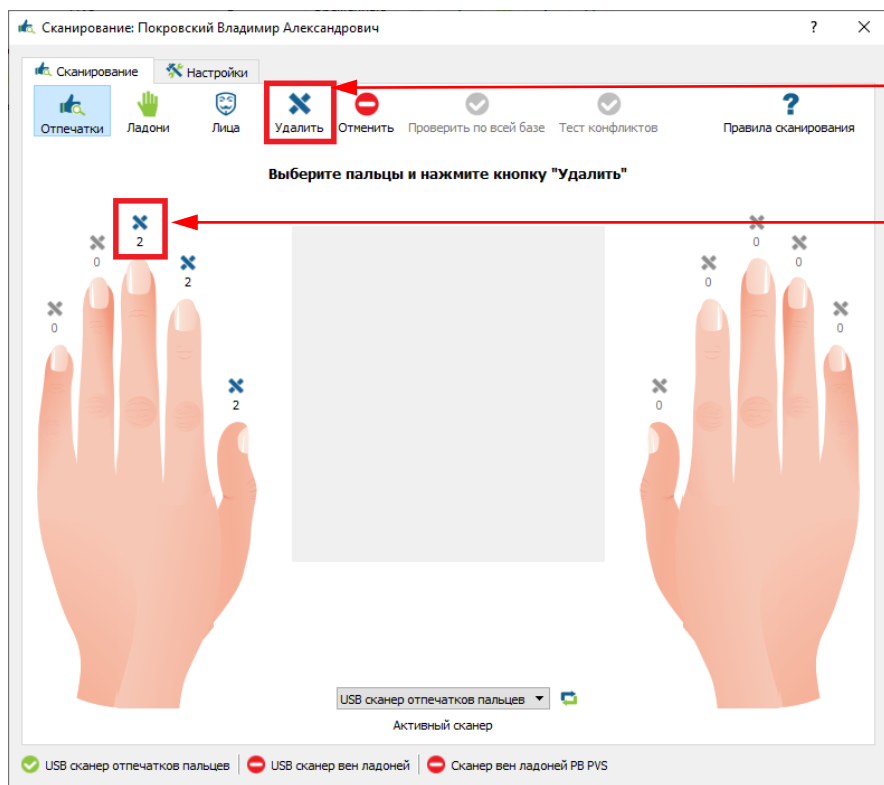 Сканирование: Покровский Владимир Александрович ?
Сканирование Настройки
Отпечатки Ладони Лица Удалить Отменить Проверить по всей базе Тест конфликтов Правила сканирования
Выберите пальцы и нажмите кнопку "Удалить"
2 0
0 0
2 0
0 0
2 0
USB сканер отпечатков пальцев
Активный сканер
USB сканер отпечатков пальцев USB сканер вен ладоней Сканер вен ладоней PB PVS